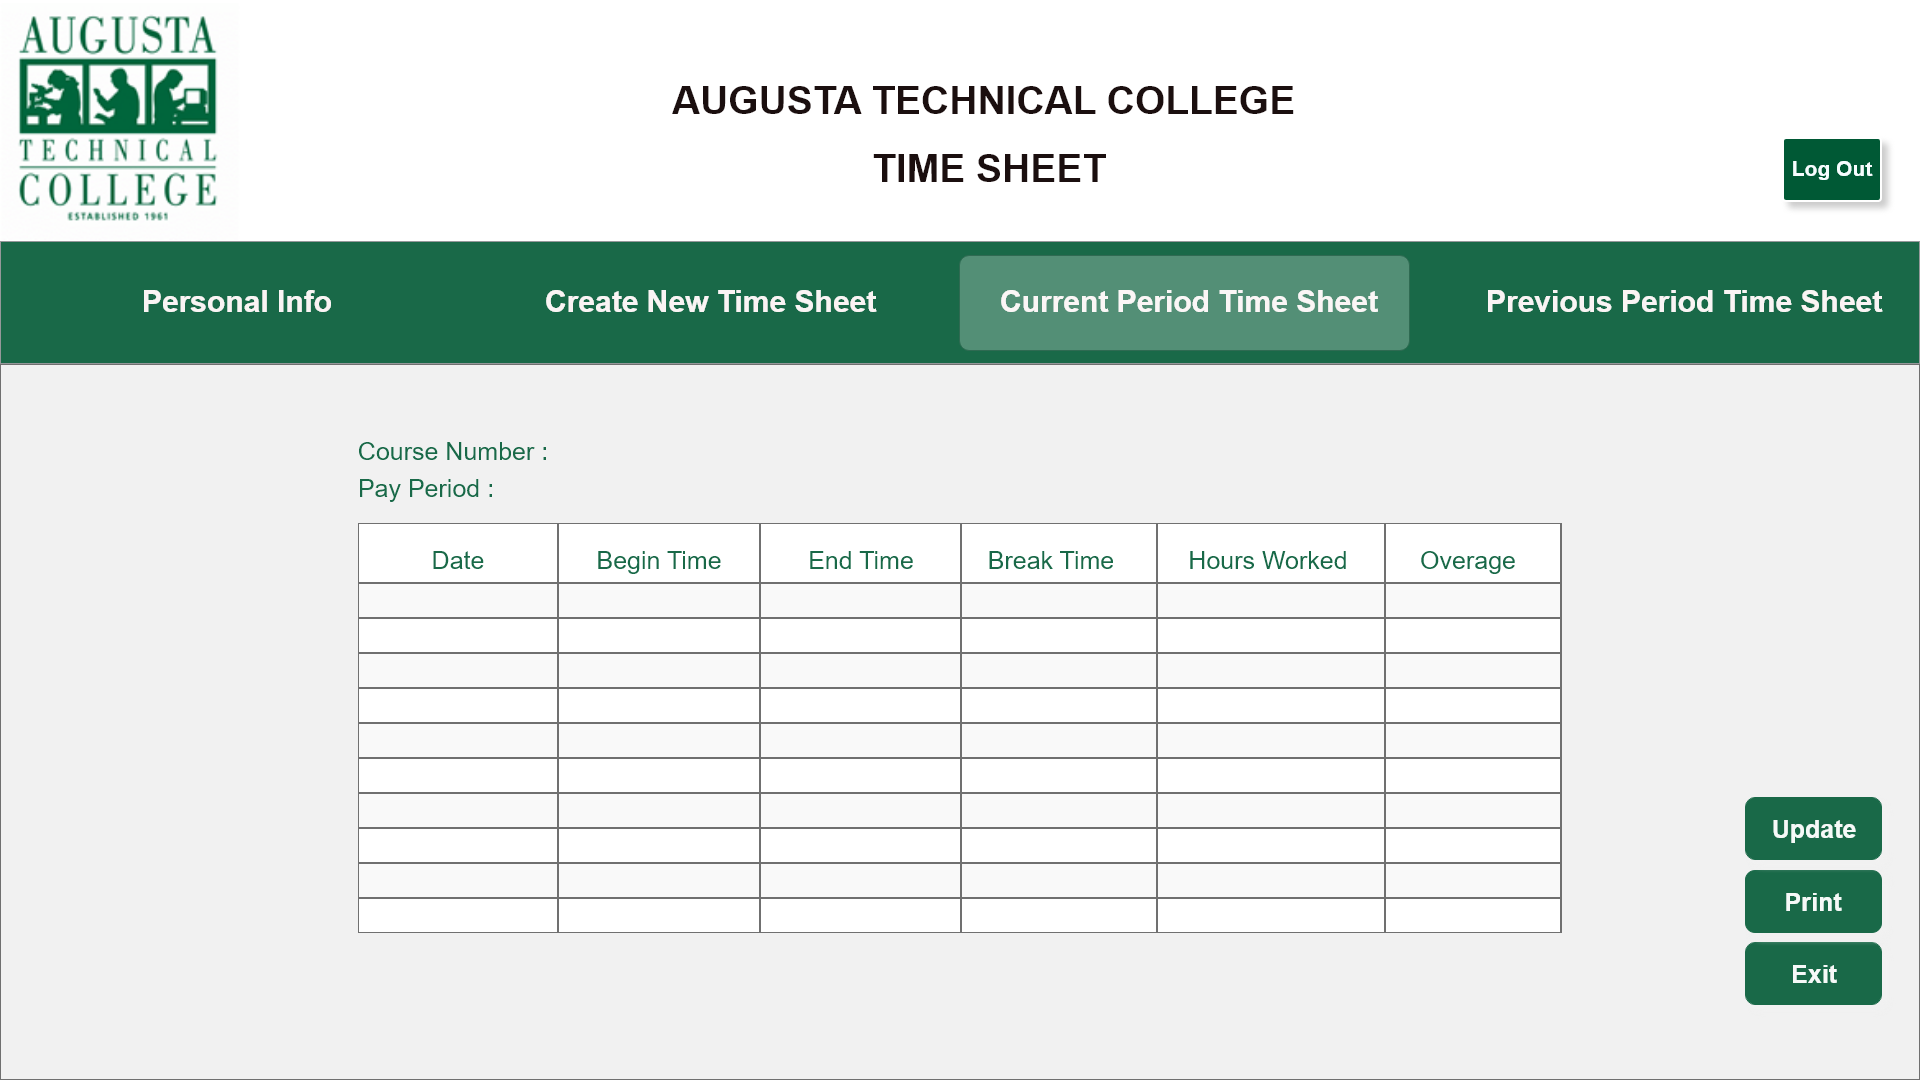 AUGUSTA
TECHNICAL
COLLEGE
ESTABLISHED 1961
AUGUSTA TECHNICAL COLLEGE
TIME SHEET
Log Out
Personal Info
Create New Time Sheet
Current Period Time Sheet
Previous Period Time Sheet
Course Number :
Pay Period :
Date
Begin Time
End Time
Break Time
Hours Worked
Overage
Update
Print
Exit